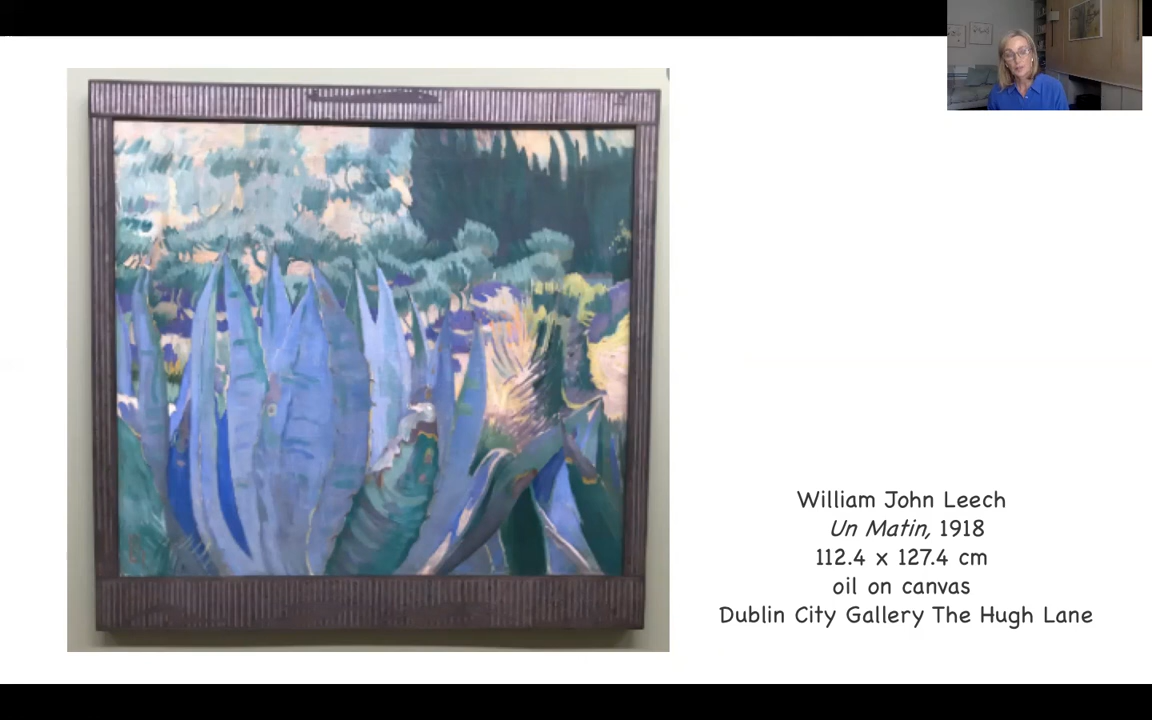 William John Leech
Un Matin, 1918
112.4 x 127.4 cm
oil on canvas
Dublin City Gallery The Hugh Lane